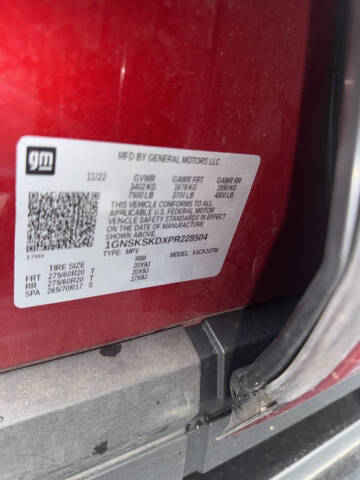 gm
MFD BY GENERAL MOTORS LLC
11/22 GVWR GAWR FRT GAWR RR
3402 KG 1678 KG 1950 KG
7500 LB 3700 LB 4300 LB
THIS VEHICLE CONFORMS TO ALL
APPLICABLE U.S. FEDERAL MOTOR
VEHICLE SAFETY STANDARDS IN EFFECT
ON THE DATE OF MANUFACTURE
SHOWN ABOVE.
1GNSKSKDXPR228504
TYPE: MPV MODEL:
TIRE SIZE RIM
FRT 275/60R20 T 20X9J
RR 275/60R20 T 20X9J
SPA 265/70R17 S 17X8J